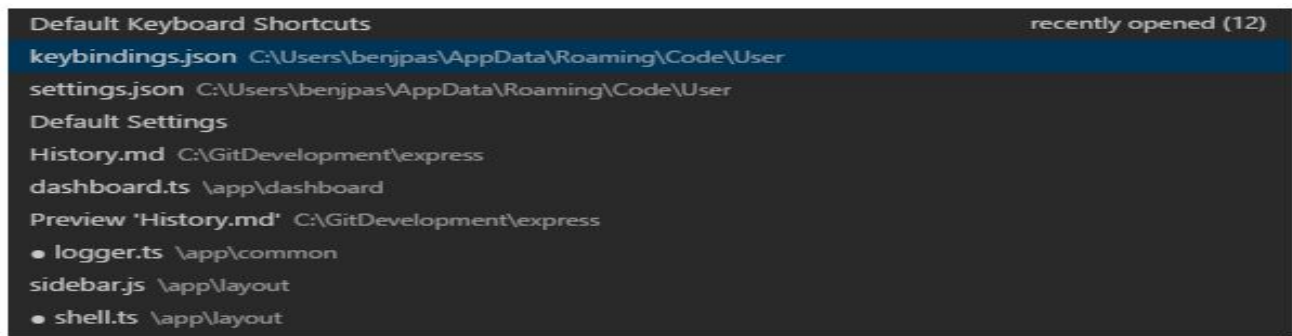 Default Keyboard Shortcuts recently opened (12)
keybindings.json C:\Users\benjpas\AppData\Roaming\Code\User
settings.json C:\Users\benjpas\AppData\Roaming\Code\User
Default Settings
History.md C:\GitDevelopment\express
dashboard.ts \app\dashboard
Preview 'History.md' C:\GitDevelopment\express
● logger.ts \app\common
sidebar.js \app\layout
● shell.ts \app\layout